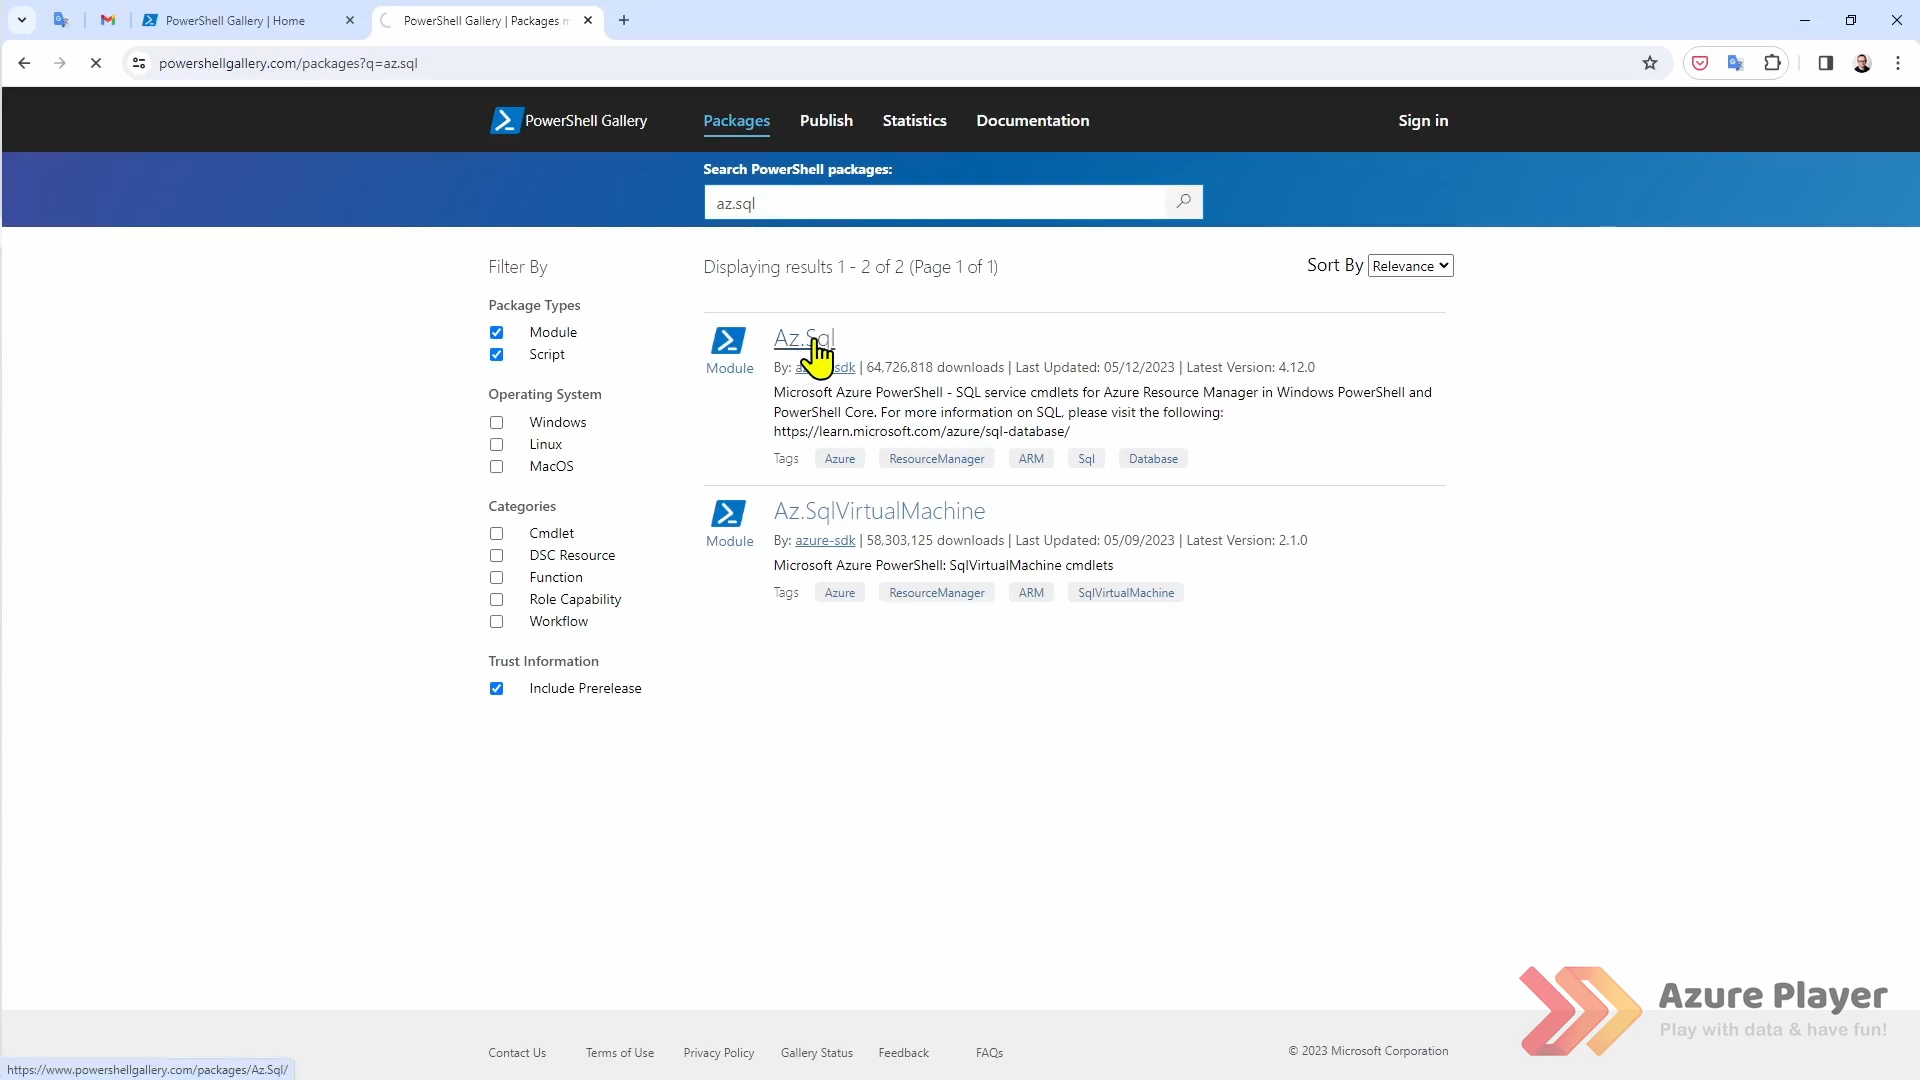 PowerShell Gallery | Home
PowerShell Gallery | Packages m
powershellgallery.com/packages?q=az.sql
PowerShell Gallery
Packages
Publish
Statistics
Documentation
Sign in
Search PowerShell packages:
az.sql
Filter By
Displaying results 1 - 2 of 2 (Page 1 of 1)
Sort By Relevance
Package Types
Module
Script
Operating System
Windows
Linux
MacOS
Categories
Cmdlet
DSC Resource
Function
Role Capability
Workflow
Trust Information
Include Prerelease
Az.Sql
Module
By: sdk | 64,726,818 downloads | Last Updated: 05/12/2023 | Latest Version: 4.12.0
Microsoft Azure PowerShell - SQL service cmdlets for Azure Resource Manager in Windows PowerShell and
PowerShell Core. For more information on SQL, please visit the following:
https://learn.microsoft.com/azure/sql-database/
Tags Azure ResourceManager ARM Sql Database
Az.SqlVirtualMachine
Module
By: azure-sdk | 58,303,125 downloads | Last Updated: 05/09/2023 | Latest Version: 2.1.0
Microsoft Azure PowerShell: SqlVirtualMachine cmdlets
Tags Azure ResourceManager ARM SqlVirtualMachine
Azure Player
Play with data & have fun!
Contact Us
Terms of Use
Privacy Policy
Gallery Status
Feedback
FAQs
© 2023 Microsoft Corporation
https://www.powershellgallery.com/packages/Az.Sql/